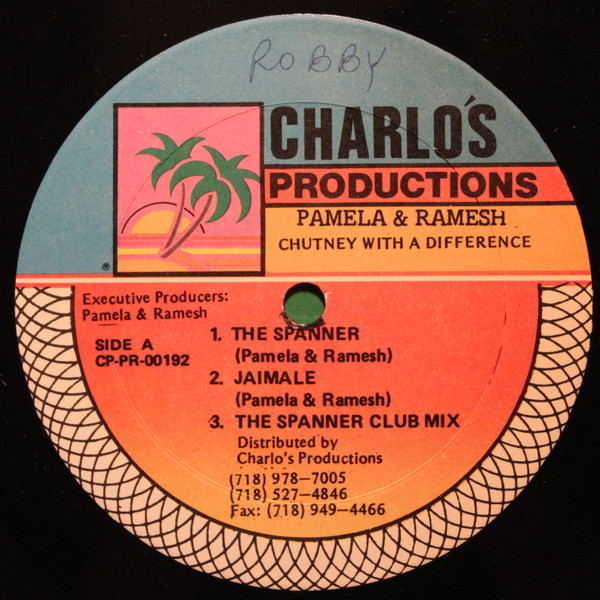 ROBBY
CHARLO'S
PRODUCTIONS
PAMELA & RAMESH
CHUTNEY WITH A DIFFERENCE
®
Executive Producers:
Pamela & Ramesh
SIDE A
CP-PR-00192
1. THE SPANNER
(Pamela & Ramesh)
2. JAIMALE
(Pamela & Ramesh)
3. THE SPANNER CLUB MIX
Distributed by
Charlo's Productions
(718) 978-7005
(718) 527-4846
Fax: (718) 949-4466